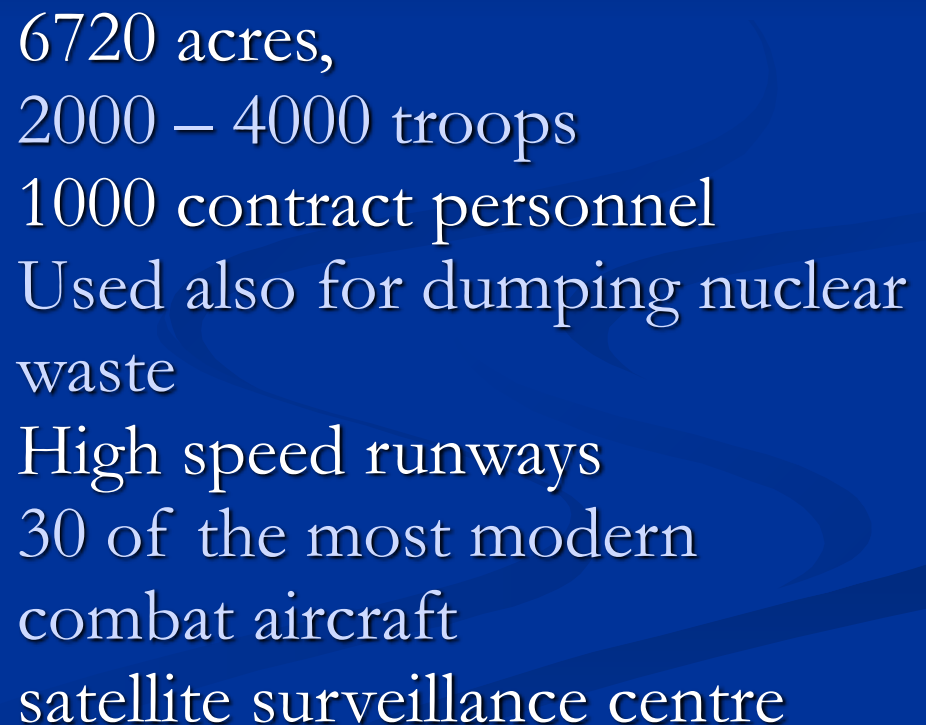 6720 acres,
2000 – 4000 troops
1000 contract personnel
Used also for dumping nuclear
waste
High speed runways
30 of the most modern
combat aircraft
satellite surveillance centre